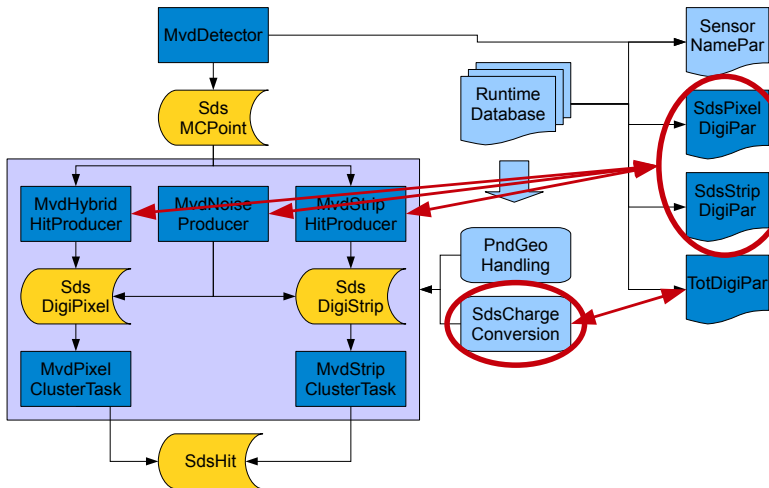 MvdDetector
Sensor
NamePar
Sds
MCPoint
Runtime
Database
SdsPixel
DigiPar
MvdHybrid
HitProducer
MvdNoise
Producer
MvdStrip
HitProducer
SdsStrip
DigiPar
PndGeo
Handling
Sds
DigiPixel
Sds
DigiStrip
TotDigiPar
SdsCharge
Conversion
MvdPixel
ClusterTask
MvdStrip
ClusterTask
SdsHit